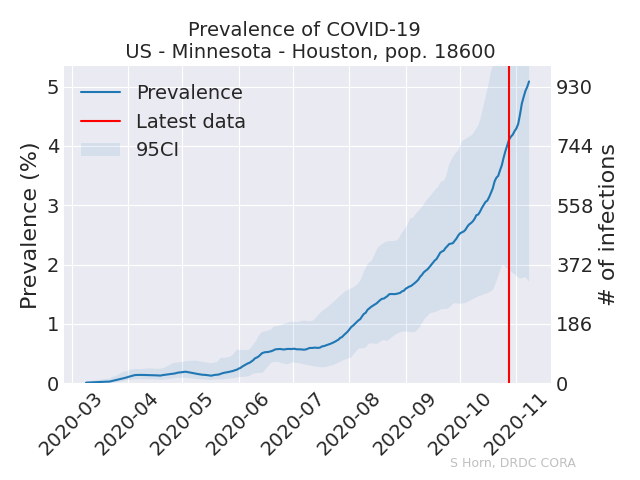 Prevalence of COVID-19
US - Minnesota - Houston, pop. 18600
Prevalence
Latest data
95CI
Prevalence (%)
5
4
3
2
1
0
930
744
558
372
186
0
# of infections
2020-03
2020-04
2020-05
2020-06
2020-07
2020-08
2020-09
2020-10
2020-11
S Horn, DRDC CORA